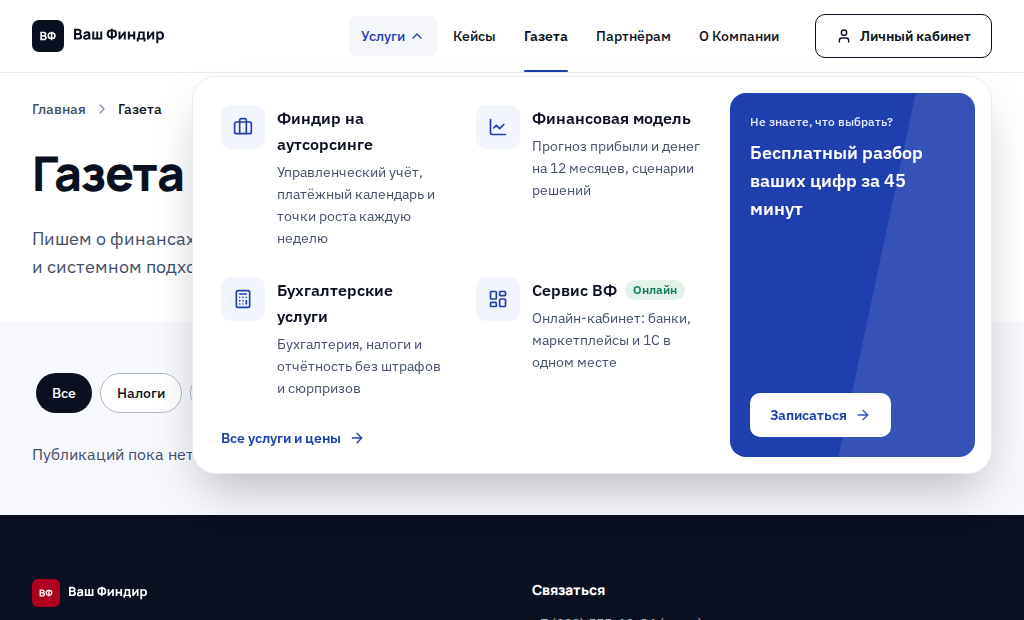 ВФ Ваш Финдир
Услуги Кейсы Газета Партнёрам О Компании Личный кабинет
Главная Газета
Газета
Пишем о финансах
и системном подхо
Все Налоги
Публикаций пока нет
Финдир на
аутсорсинге
Управленческий учёт,
платёжный календарь и
точки роста каждую
неделю
Финансовая модель
Прогноз прибыли и денег
на 12 месяцев, сценарии
решений
Бухгалтерские
услуги
Бухгалтерия, налоги и
отчётность без штрафов
и сюрпризов
Сервис ВФ Онлайн
Онлайн-кабинет: банки,
маркетплейсы и 1С в
одном месте
Все услуги и цены
Не знаете, что выбрать?
Бесплатный разбор
ваших цифр за 45
минут
Записаться
ВФ Ваш Финдир
Связаться